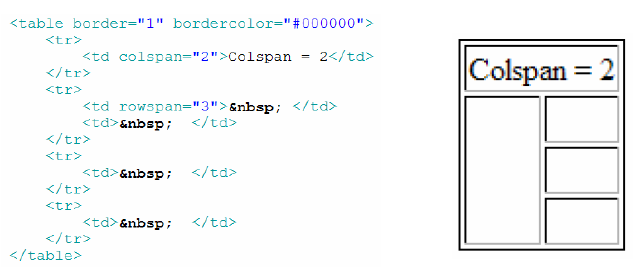 <table border="1" bordercolor="#000000">
<tr>
<td colspan="2">Colspan = 2</td>
</tr>
<tr>
<td rowspan="3">&nbsp; </td>
<td>&nbsp;  </td>
</tr>
<tr>
<td>&nbsp;  </td>
</tr>
<tr>
<td>&nbsp;  </td>
</tr>
</table>
Colspan = 2